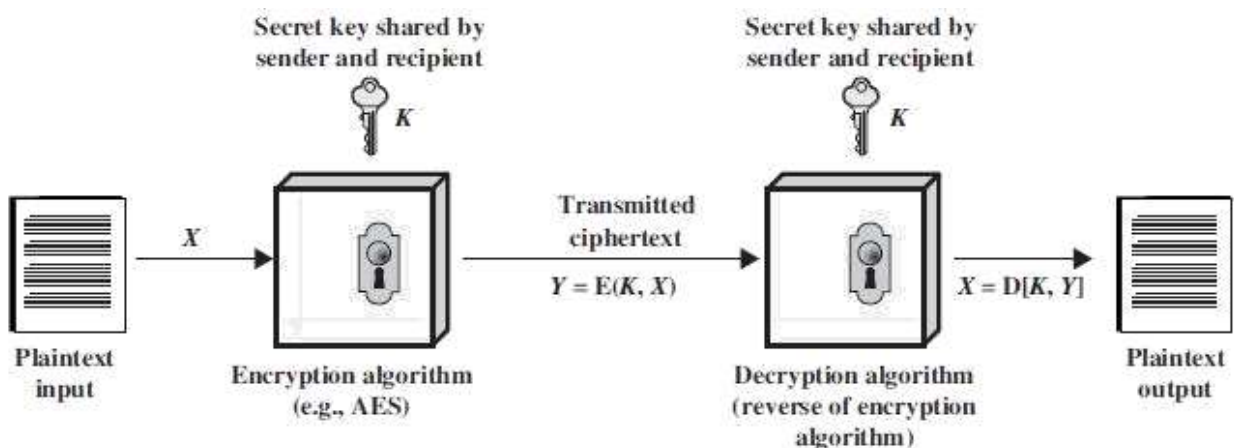 Secret key shared by
sender and recipient
K
Secret key shared by
sender and recipient
K
X
Transmitted
ciphertext
Y = E(K, X)
X = D[K, Y]
Plaintext
input
Encryption algorithm
(e.g., AES)
Decryption algorithm
(reverse of encryption
algorithm)
Plaintext
output